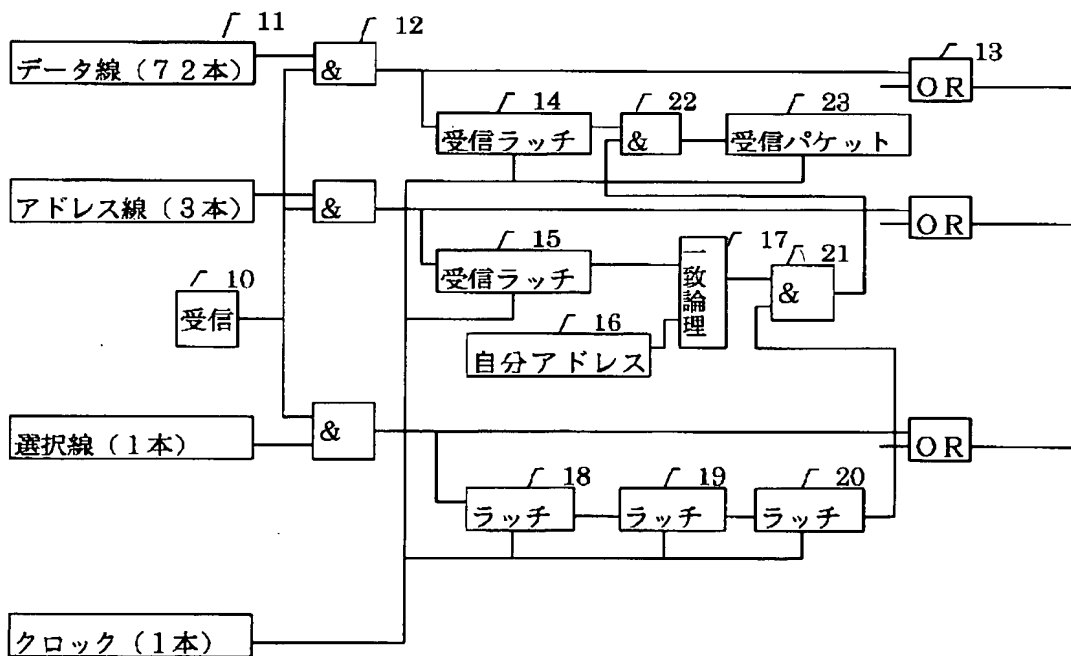 11
12
データ線（７２本）
&
13
ＯＲ
14
22
23
受信ラッチ
&
受信パケット
アドレス線（３本）
&
ＯＲ
15
17
21
受信ラッチ
一致論理
&
10
受信
16
自分アドレス
選択線（１本）
&
ＯＲ
18
19
20
ラッチ
ラッチ
ラッチ
クロック（１本）